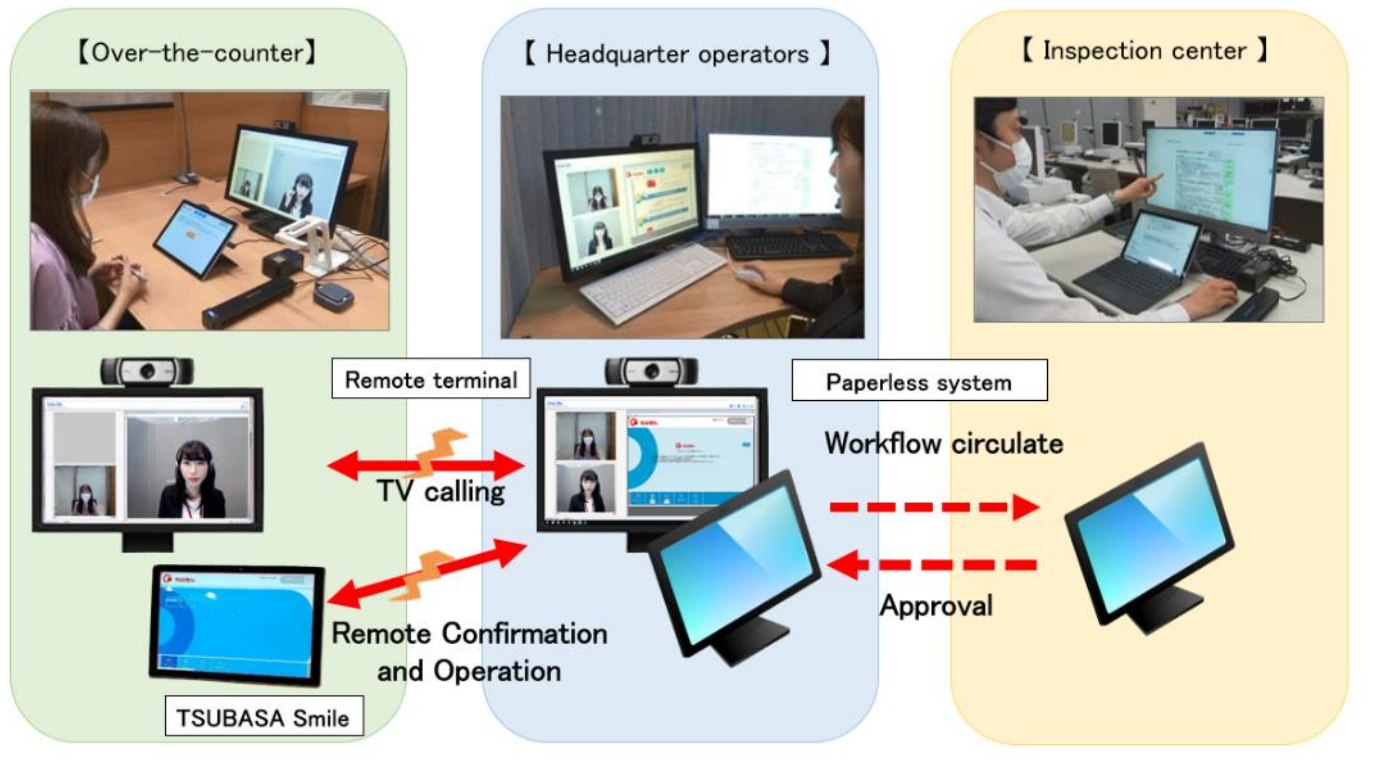 【Over-the-counter】
【 Headquarter operators 】
【 Inspection center 】
Remote terminal
Paperless system
Workflow circulate
TV calling
Approval
Remote Confirmation
and Operation
TSUBASA Smile